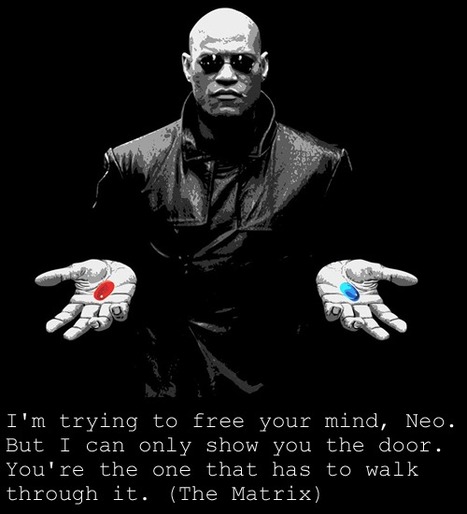 I'm trying to free your mind, Neo.
But I can only show you the door.
You're the one that has to walk
through it. (The Matrix)